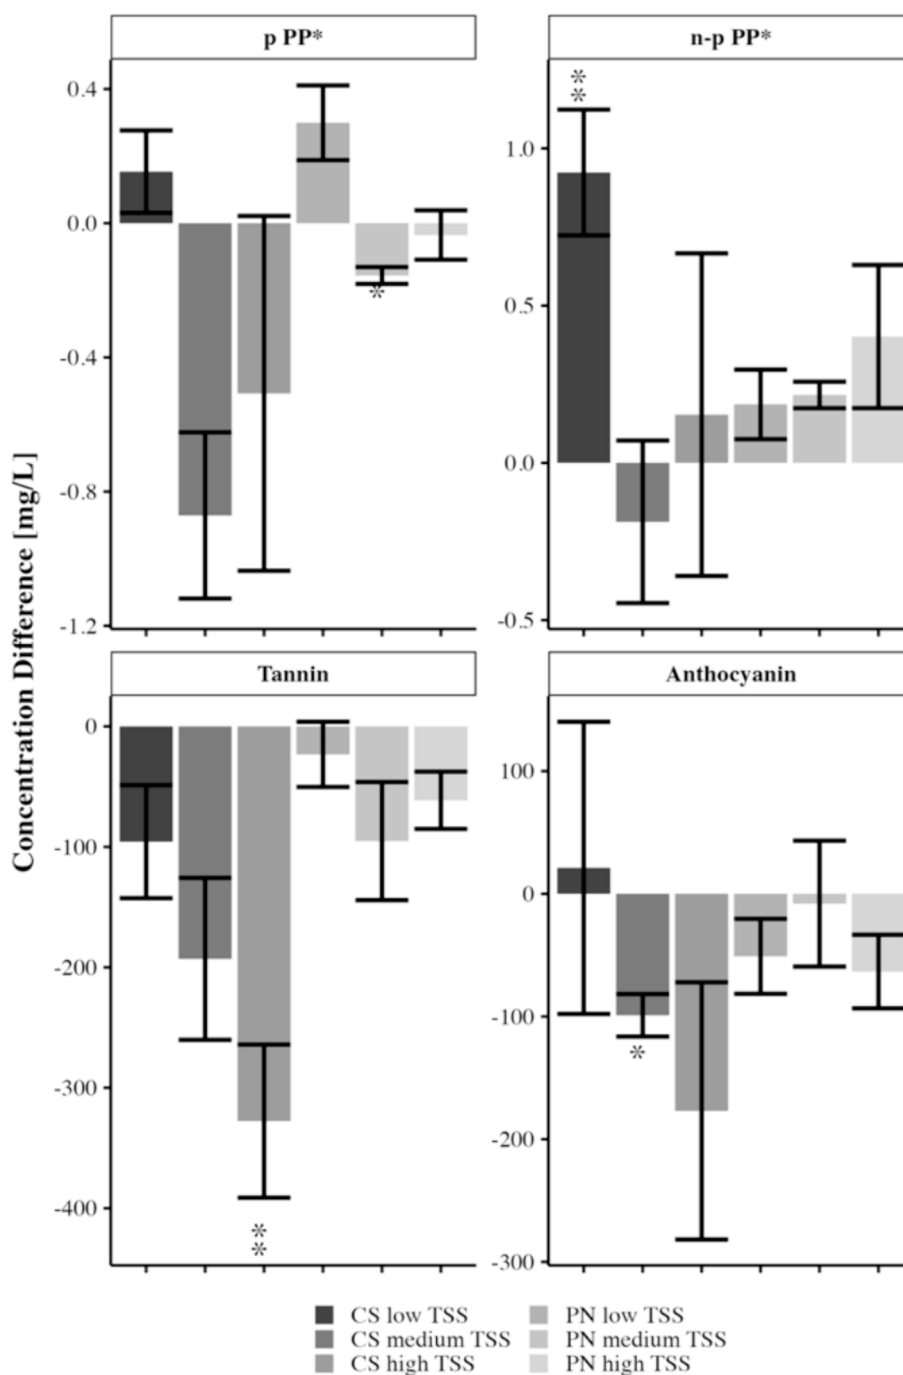 p PP*
n-p PP*
0.4
0.0
-0.4
-0.8
-1.2
**
1.0
0.5
0.0
-0.5
*
Concentration Difference [mg/L]
Tannin
Anthocyanin
0
-100
-200
-300
-400
**
100
0
-100
-200
-300
*
CS low TSS
PN low TSS
CS medium TSS
PN medium TSS
CS high TSS
PN high TSS